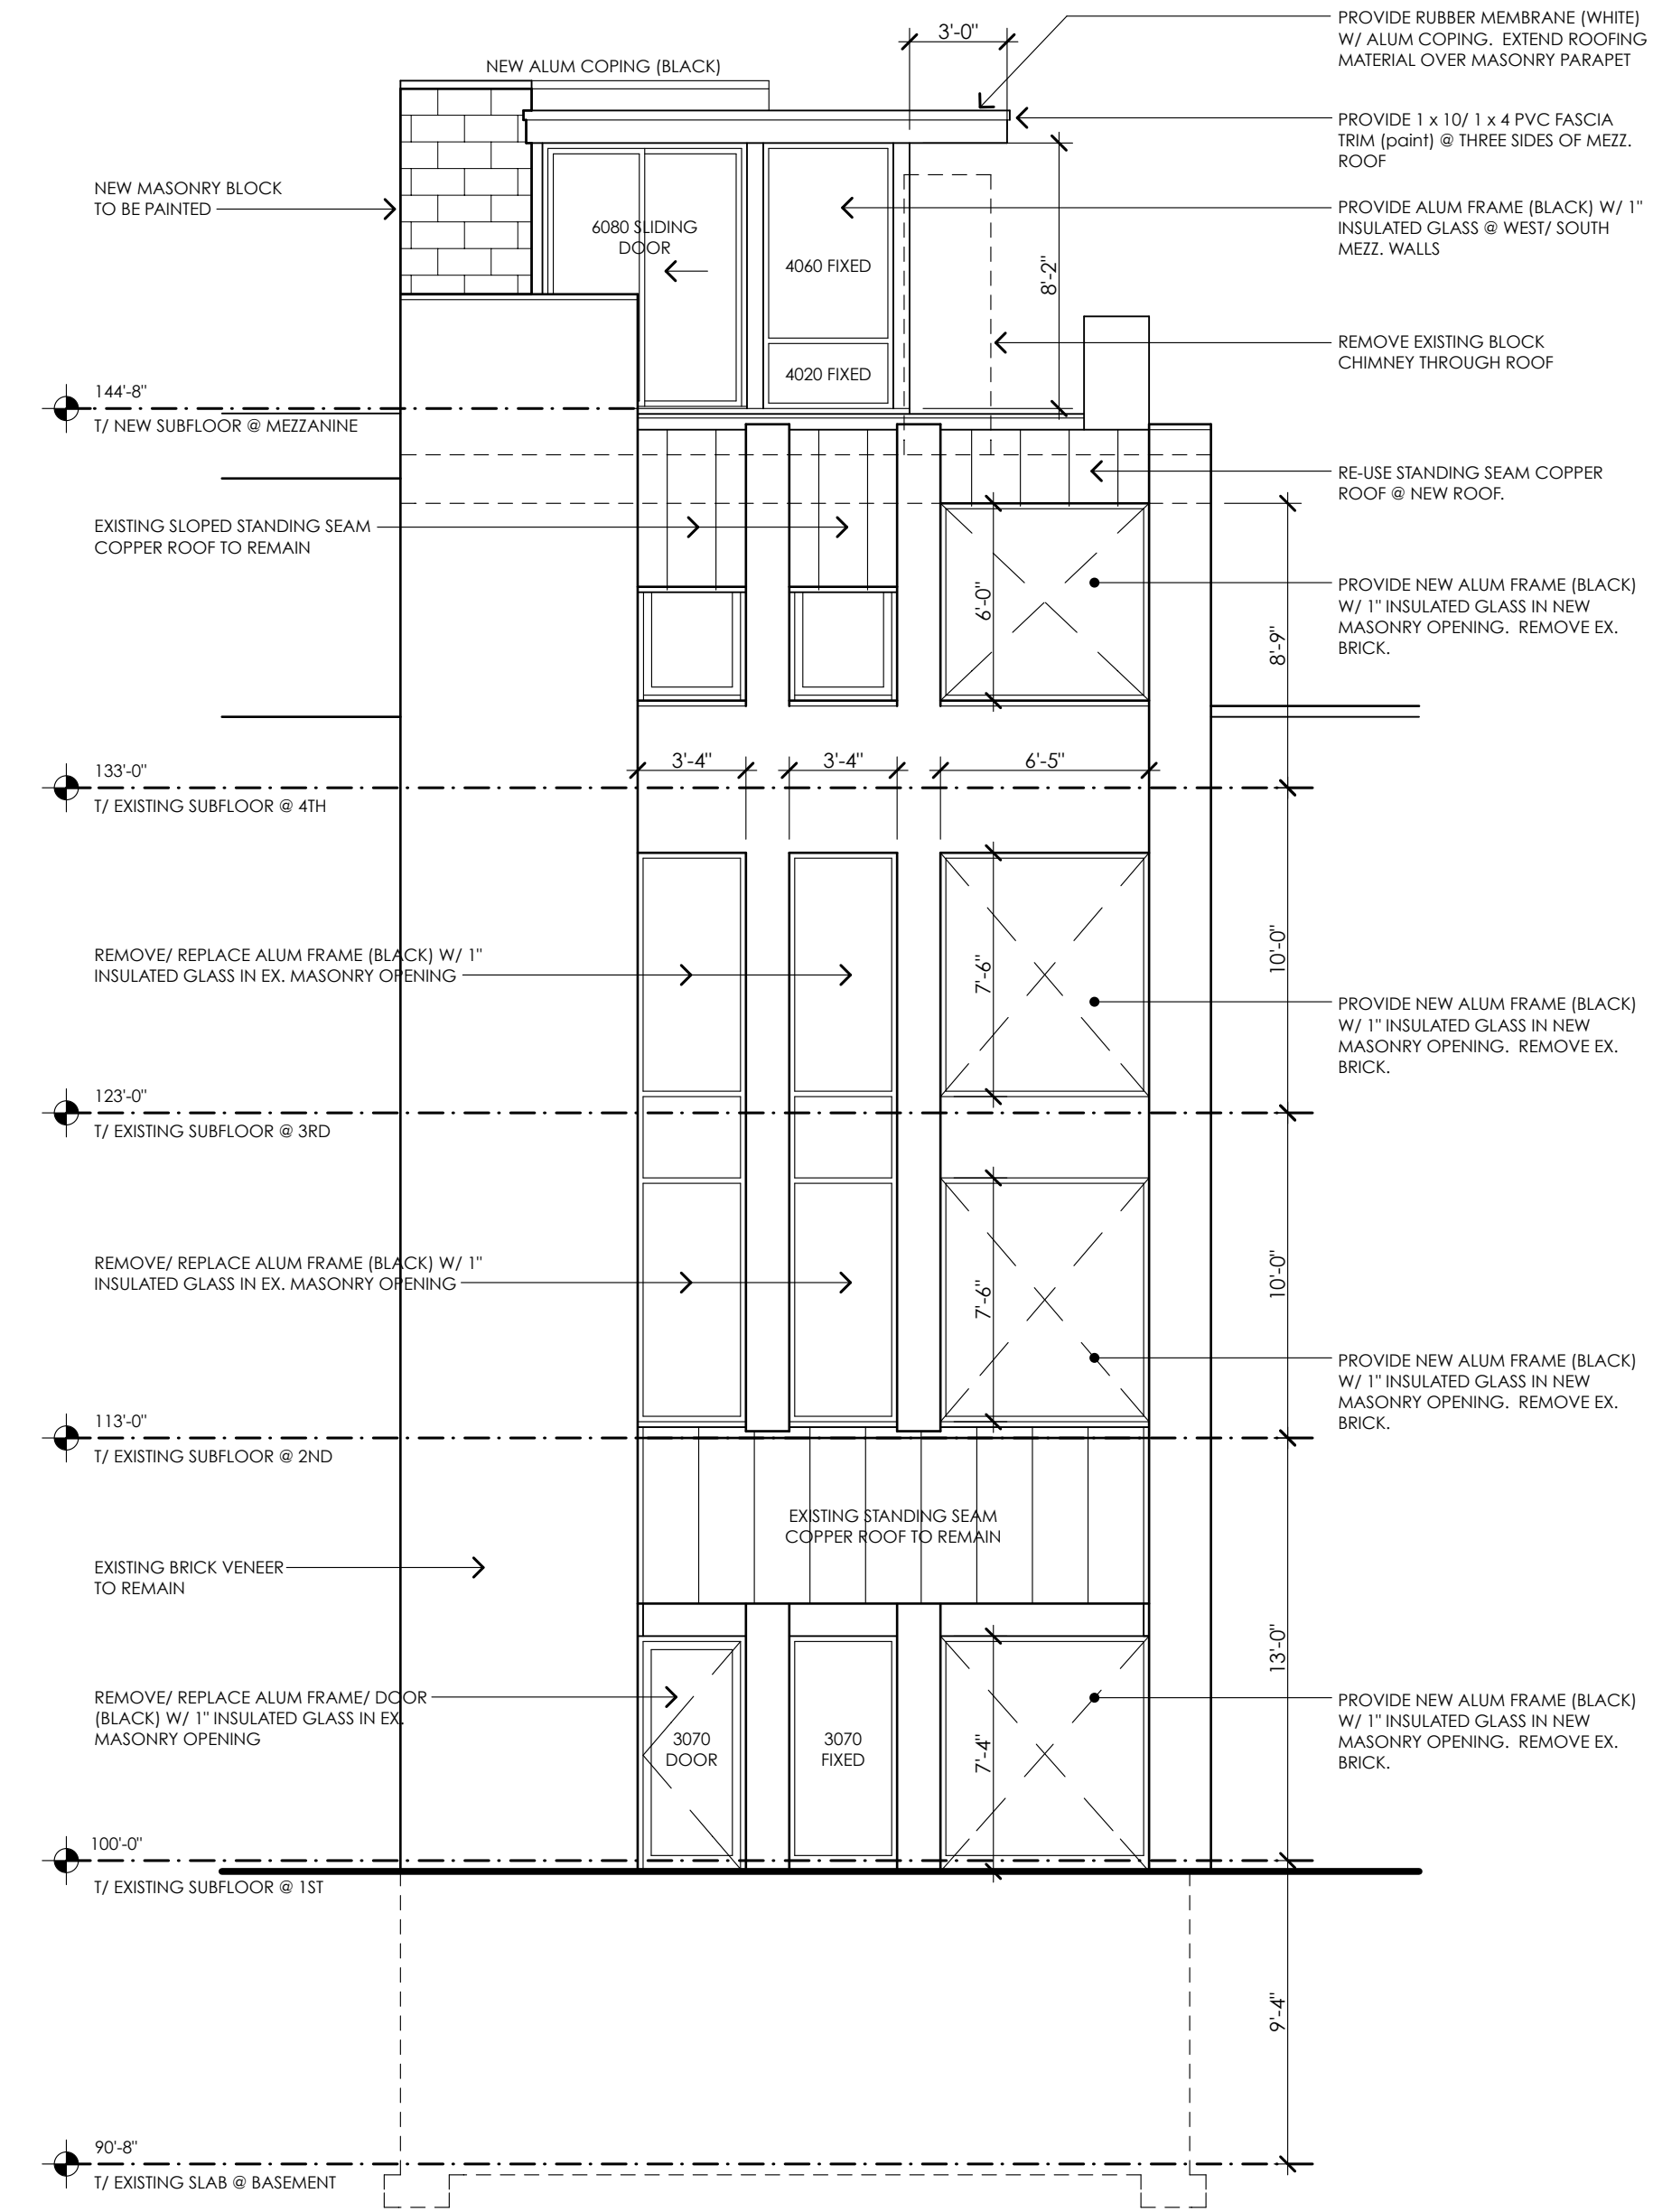 PROVIDE RUBBER MEMBRANE (WHITE)
W/ ALUM COPING. EXTEND ROOFING
MATERIAL OVER MASONRY PARAPET
3'-0"
NEW ALUM COPING (BLACK)
PROVIDE 1 x 10/ 1 x 4 PVC FASCIA
TRIM (paint) @ THREE SIDES OF MEZZ.
ROOF
NEW MASONRY BLOCK
TO BE PAINTED
PROVIDE ALUM FRAME (BLACK) W/ 1"
INSULATED GLASS @ WEST/ SOUTH
MEZZ. WALLS
6080 SLIDING
DOOR
4060 FIXED
8'-2"
REMOVE EXISTING BLOCK
CHIMNEY THROUGH ROOF
4020 FIXED
144'-8"
T/ NEW SUBFLOOR @ MEZZANINE
RE-USE STANDING SEAM COPPER
ROOF @ NEW ROOF.
EXISTING SLOPED STANDING SEAM
COPPER ROOF TO REMAIN
6'-0"
PROVIDE NEW ALUM FRAME (BLACK)
W/ 1" INSULATED GLASS IN NEW
MASONRY OPENING. REMOVE EX.
BRICK.
8'-9"
3'-4"
3'-4"
6'-5"
133'-0"
T/ EXISTING SUBFLOOR @ 4TH
REMOVE/ REPLACE ALUM FRAME (BLACK) W/ 1"
INSULATED GLASS IN EX. MASONRY OPENING
7'-6"
10'-0"
PROVIDE NEW ALUM FRAME (BLACK)
W/ 1" INSULATED GLASS IN NEW
MASONRY OPENING. REMOVE EX.
BRICK.
123'-0"
T/ EXISTING SUBFLOOR @ 3RD
REMOVE/ REPLACE ALUM FRAME (BLACK) W/ 1"
INSULATED GLASS IN EX. MASONRY OPENING
7'-6"
10'-0"
PROVIDE NEW ALUM FRAME (BLACK)
W/ 1" INSULATED GLASS IN NEW
MASONRY OPENING. REMOVE EX.
BRICK.
113'-0"
T/ EXISTING SUBFLOOR @ 2ND
EXISTING STANDING SEAM
COPPER ROOF TO REMAIN
EXISTING BRICK VENEER
TO REMAIN
13'-0"
REMOVE/ REPLACE ALUM FRAME/ DOOR
(BLACK) W/ 1" INSULATED GLASS IN EX.
MASONRY OPENING
3070
DOOR
3070
FIXED
7'-4"
PROVIDE NEW ALUM FRAME (BLACK)
W/ 1" INSULATED GLASS IN NEW
MASONRY OPENING. REMOVE EX.
BRICK.
100'-0"
T/ EXISTING SUBFLOOR @ 1ST
9'-4"
90'-8"
T/ EXISTING SLAB @ BASEMENT